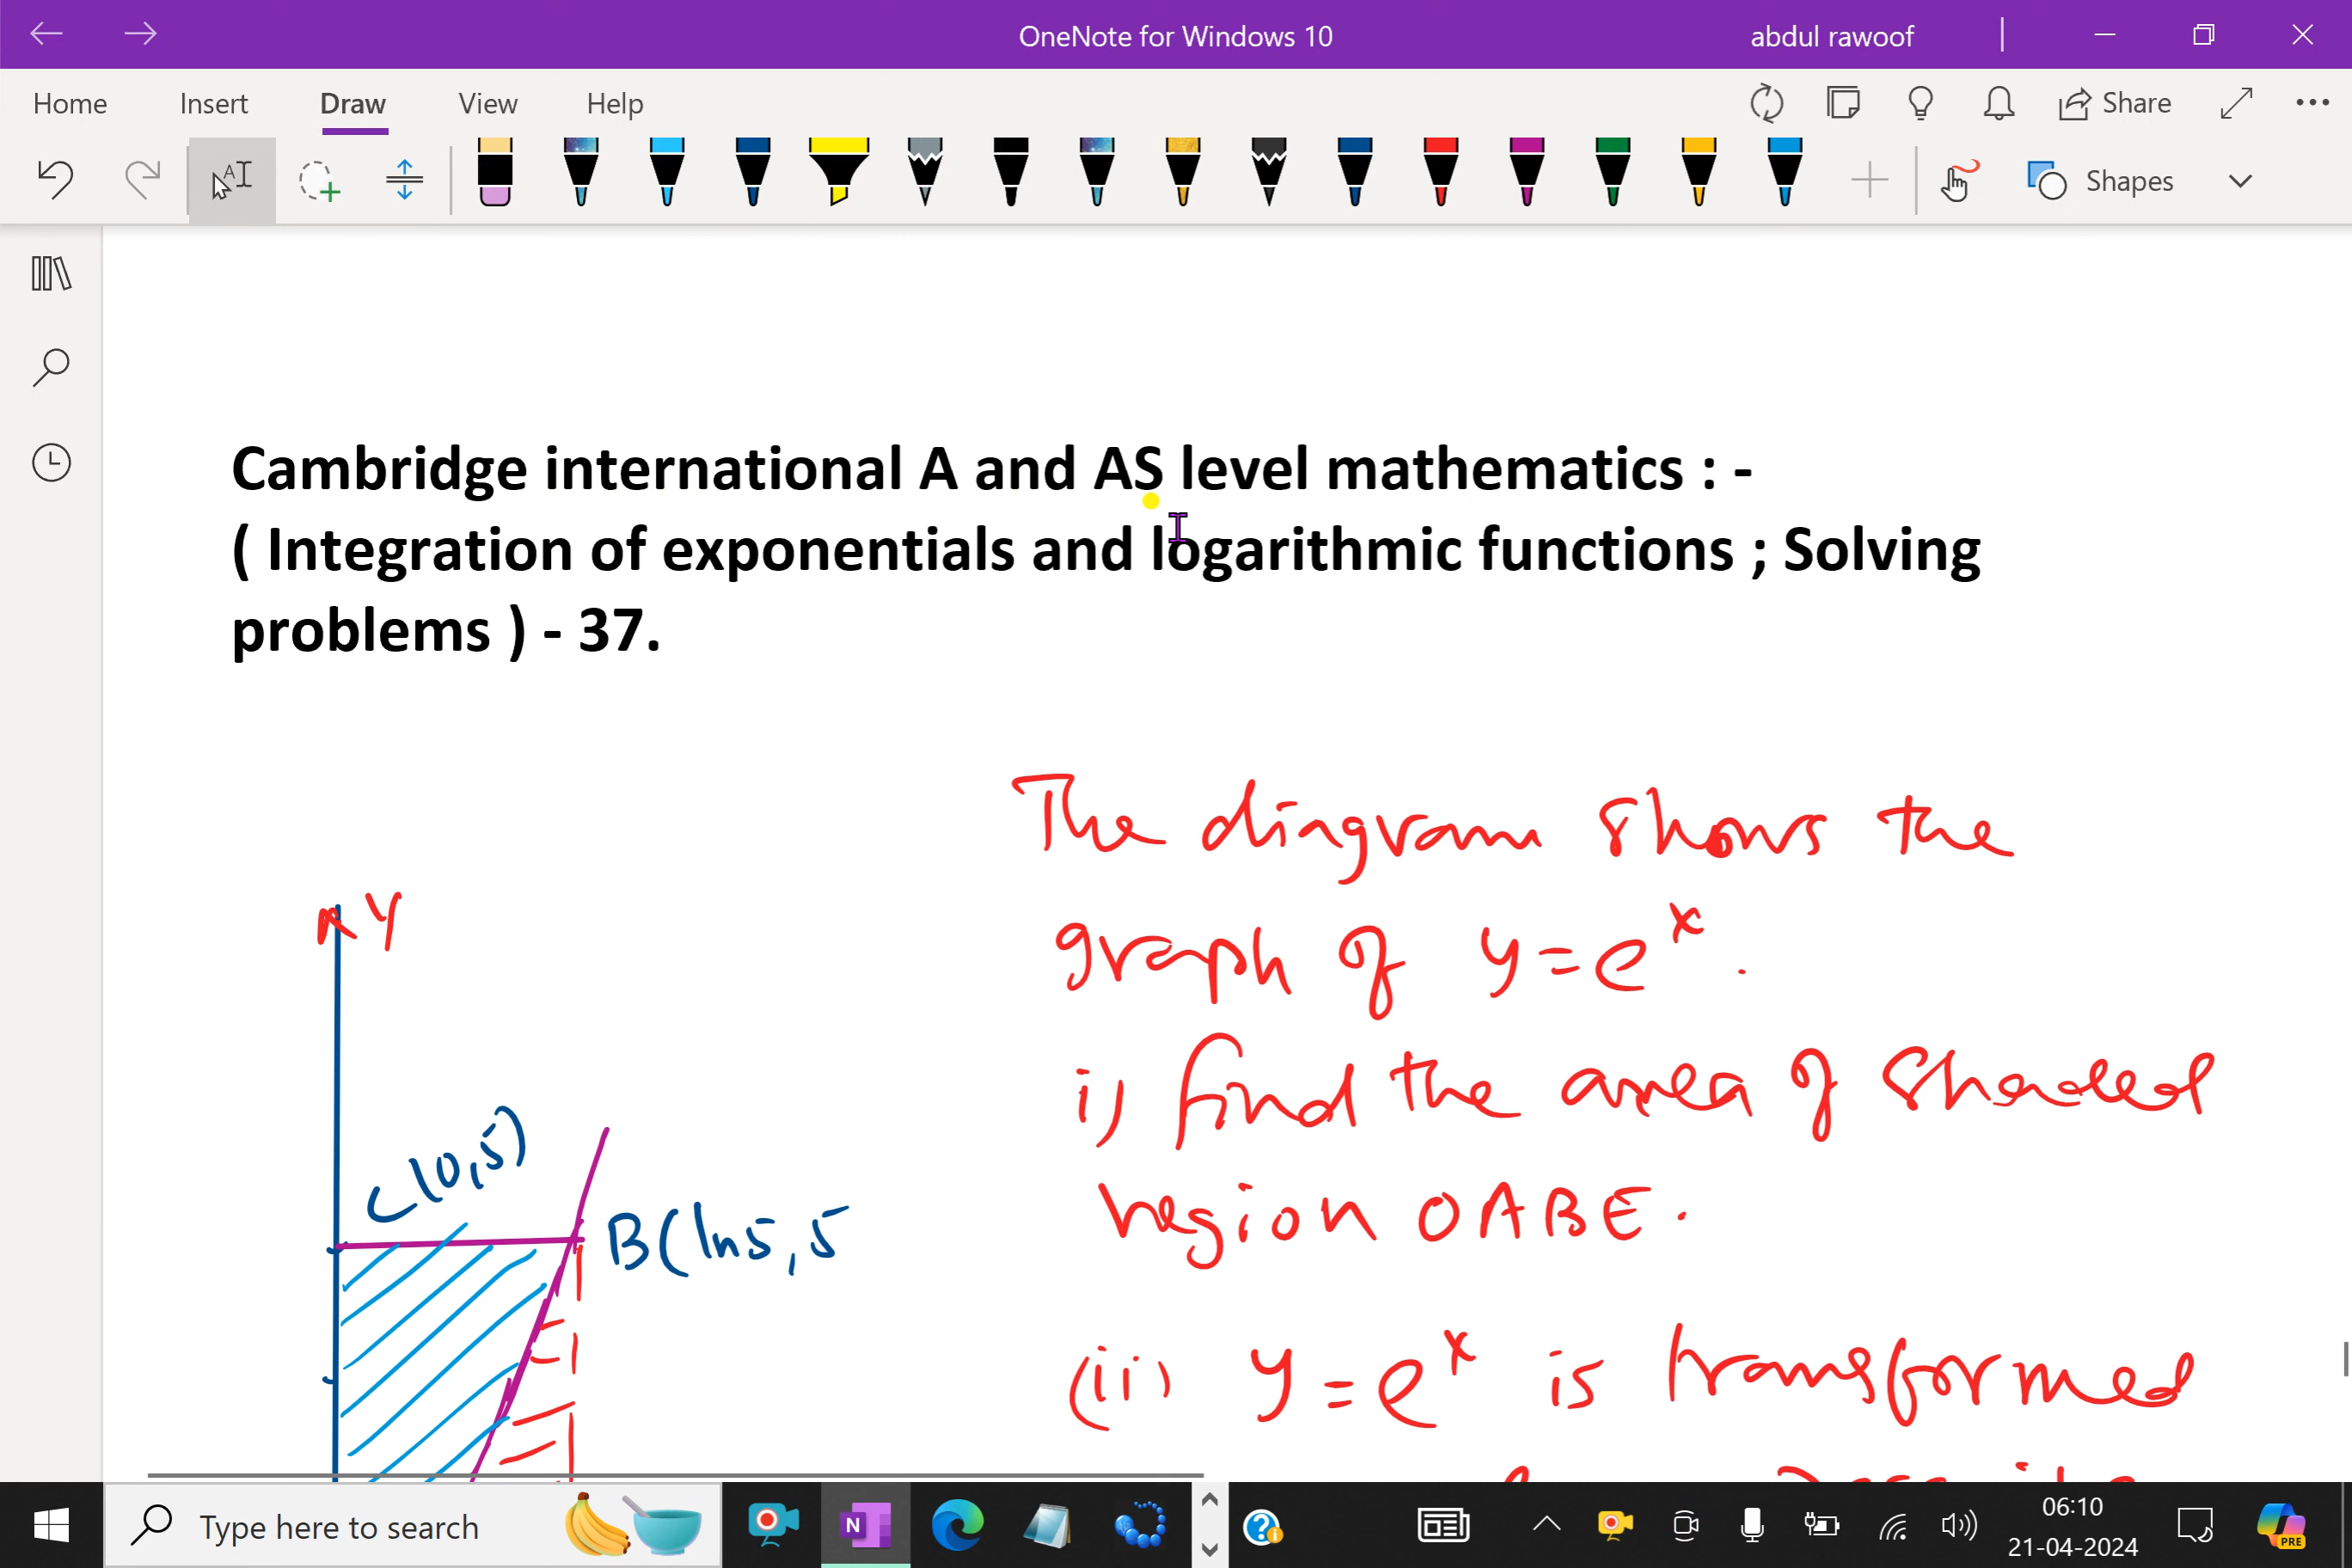 OneNote for Windows 10
abdul rawoof
Home Insert Draw View Help
Share
Shapes
Cambridge international A and AS level mathematics : -
( Integration of exponentials and logarithmic functions ; Solving
problems ) - 37.
The diagram shows the
graph of y = e^x .
i) find the area of shaded
region OABE .
(ii) y = e^x is transformed
Y
C(0,5)
B(ln5,5
Type here to search
06:10
21-04-2024
N
PRE